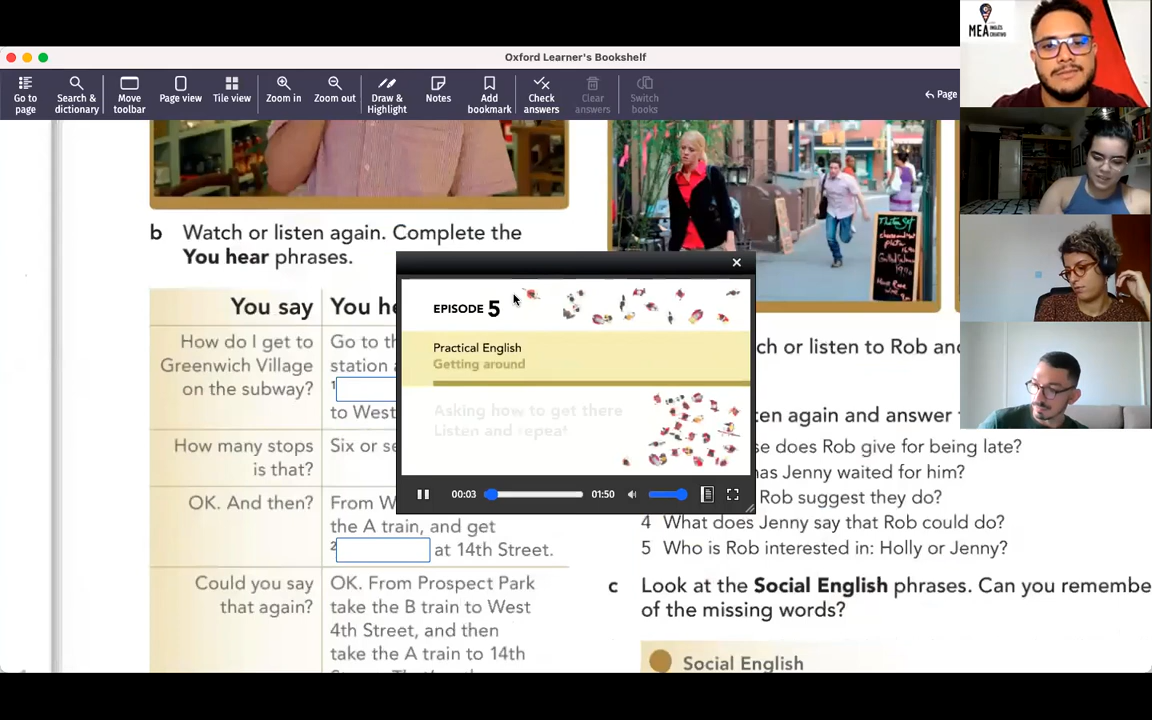 MEA
INGLÉS
CREATIVO
Oxford Learner's Bookshelf
Go to page
Search & dictionary
Move toolbar
Page view
Tile view
Zoom in
Zoom out
Draw & Highlight
Notes
Add bookmark
Check answers
Clear answers
Switch books
Page
b Watch or listen again. Complete the
You hear phrases.
You say
You he
How do I get to
Greenwich Village
on the subway?
Go to th
station a
1
to West
How many stops
is that?
Six or se
OK. And then?
From W
the A train, and get
2 at 14th Street.
Could you say
that again?
OK. From Prospect Park
take the B train to West
4th Street, and then
take the A train to 14th
EPISODE 5
Practical English
Getting around
Asking how to get there
Listen and repeat
00:03
01:50
ch or listen to Rob and
ten again and answer
se does Rob give for being late?
has Jenny waited for him?
Rob suggest they do?
4 What does Jenny say that Rob could do?
5 Who is Rob interested in: Holly or Jenny?
c Look at the Social English phrases. Can you remembe
of the missing words?
Social English